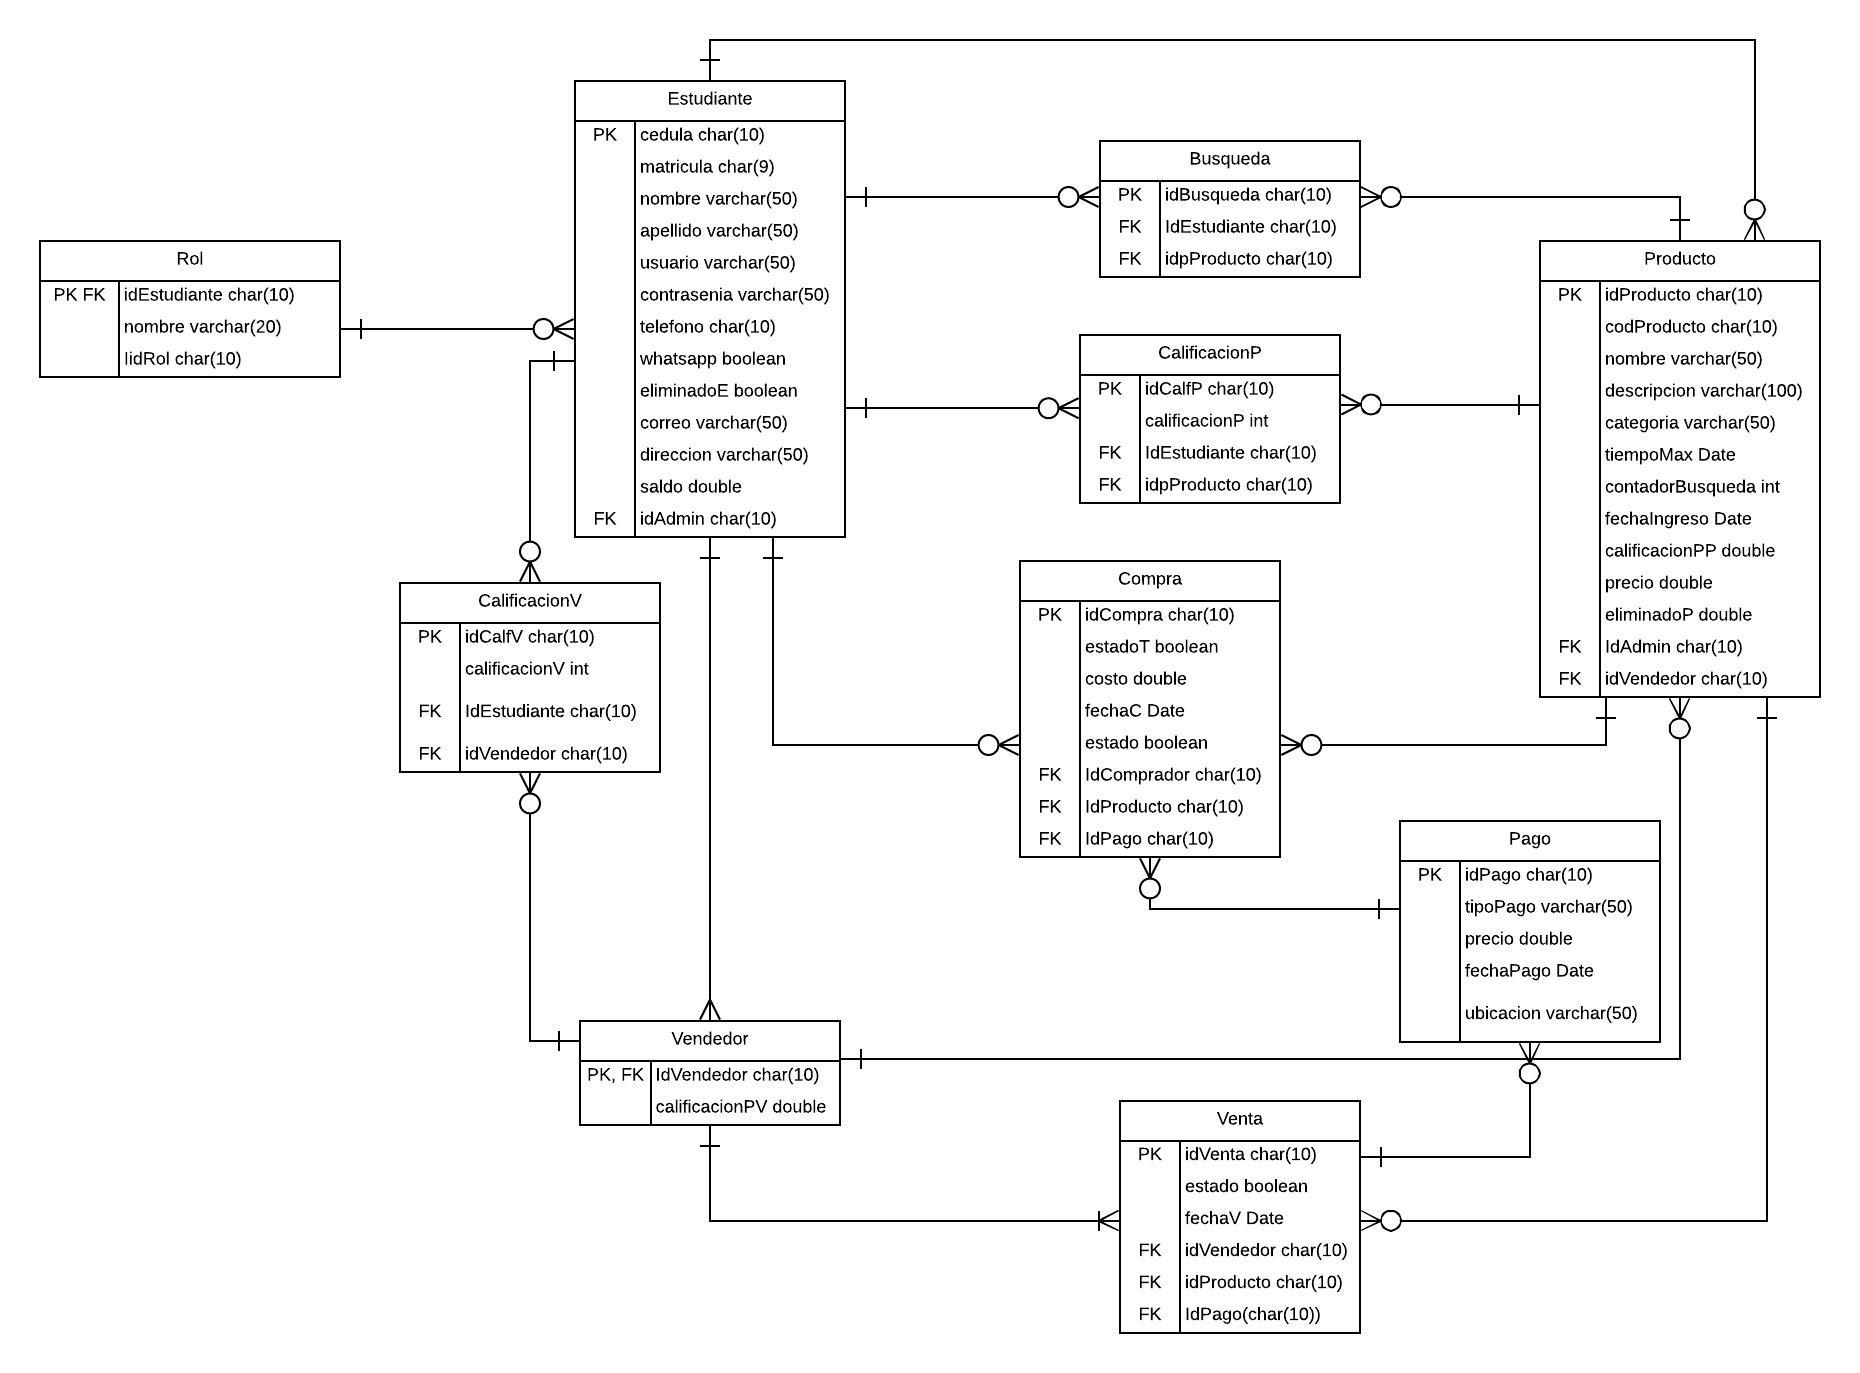 Estudiante
PK cedula char(10)
matricula char(9)
nombre varchar(50)
apellido varchar(50)
usuario varchar(50)
contrasenia varchar(50)
telefono char(10)
whatsapp boolean
eliminadoE boolean
correo varchar(50)
direccion varchar(50)
saldo double
FK idAdmin char(10)
Busqueda
PK idBusqueda char(10)
FK IdEstudiante char(10)
FK idpProducto char(10)
Rol
PK FK idEstudiante char(10)
nombre varchar(20)
IidRol char(10)
Producto
PK idProducto char(10)
codProducto char(10)
nombre varchar(50)
descripcion varchar(100)
categoria varchar(50)
tiempoMax Date
contadorBusqueda int
fechaIngreso Date
calificacionPP double
precio double
eliminadoP double
FK IdAdmin char(10)
FK idVendedor char(10)
CalificacionP
PK idCalfP char(10)
calificacionP int
FK IdEstudiante char(10)
FK idpProducto char(10)
CalificacionV
PK idCalfV char(10)
calificacionV int
FK IdEstudiante char(10)
FK idVendedor char(10)
Compra
PK idCompra char(10)
estadoT boolean
costo double
fechaC Date
estado boolean
FK IdComprador char(10)
FK IdProducto char(10)
FK IdPago char(10)
Pago
PK idPago char(10)
tipoPago varchar(50)
precio double
fechaPago Date
ubicacion varchar(50)
Vendedor
PK, FK IdVendedor char(10)
calificacionPV double
Venta
PK idVenta char(10)
estado boolean
fechaV Date
FK idVendedor char(10)
FK idProducto char(10)
FK IdPago(char(10))